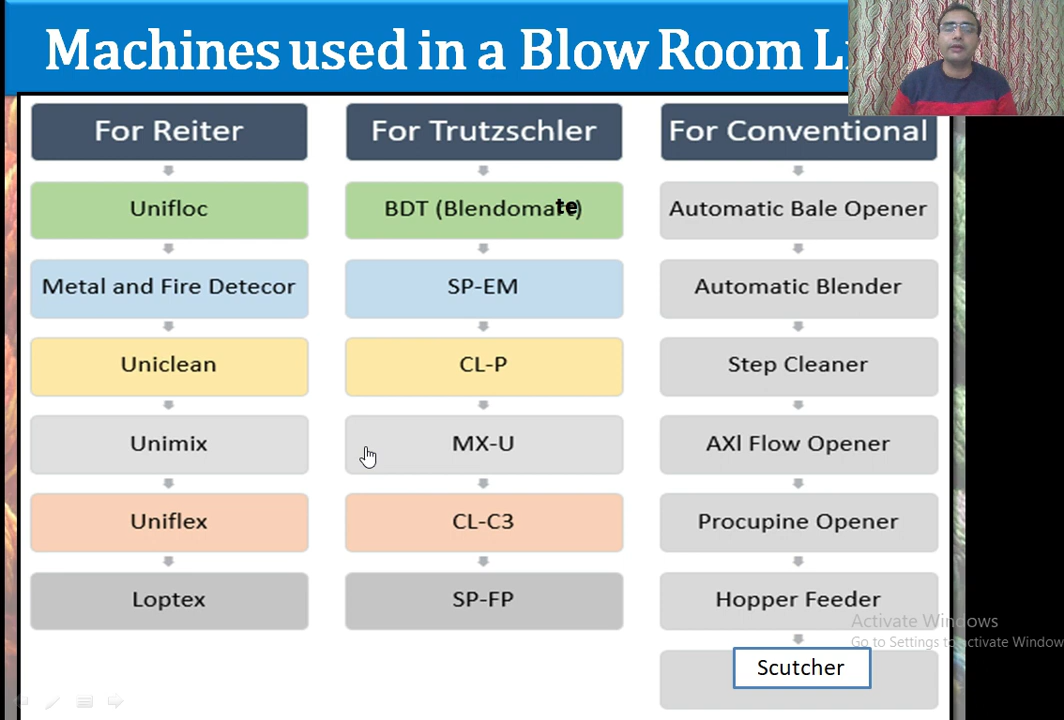 Machines used in a Blow Room Li
For Reiter
Unifloc
Metal and Fire Detecor
Uniclean
Unimix
Uniflex
Loptex
For Trutzschler
BDT (Blendomate)
SP-EM
CL-P
MX-U
CL-C3
SP-FP
For Conventional
Automatic Bale Opener
Automatic Blender
Step Cleaner
AXl Flow Opener
Procupine Opener
Hopper Feeder
Scutcher
Activate Windows
Go to Settings to activate Window